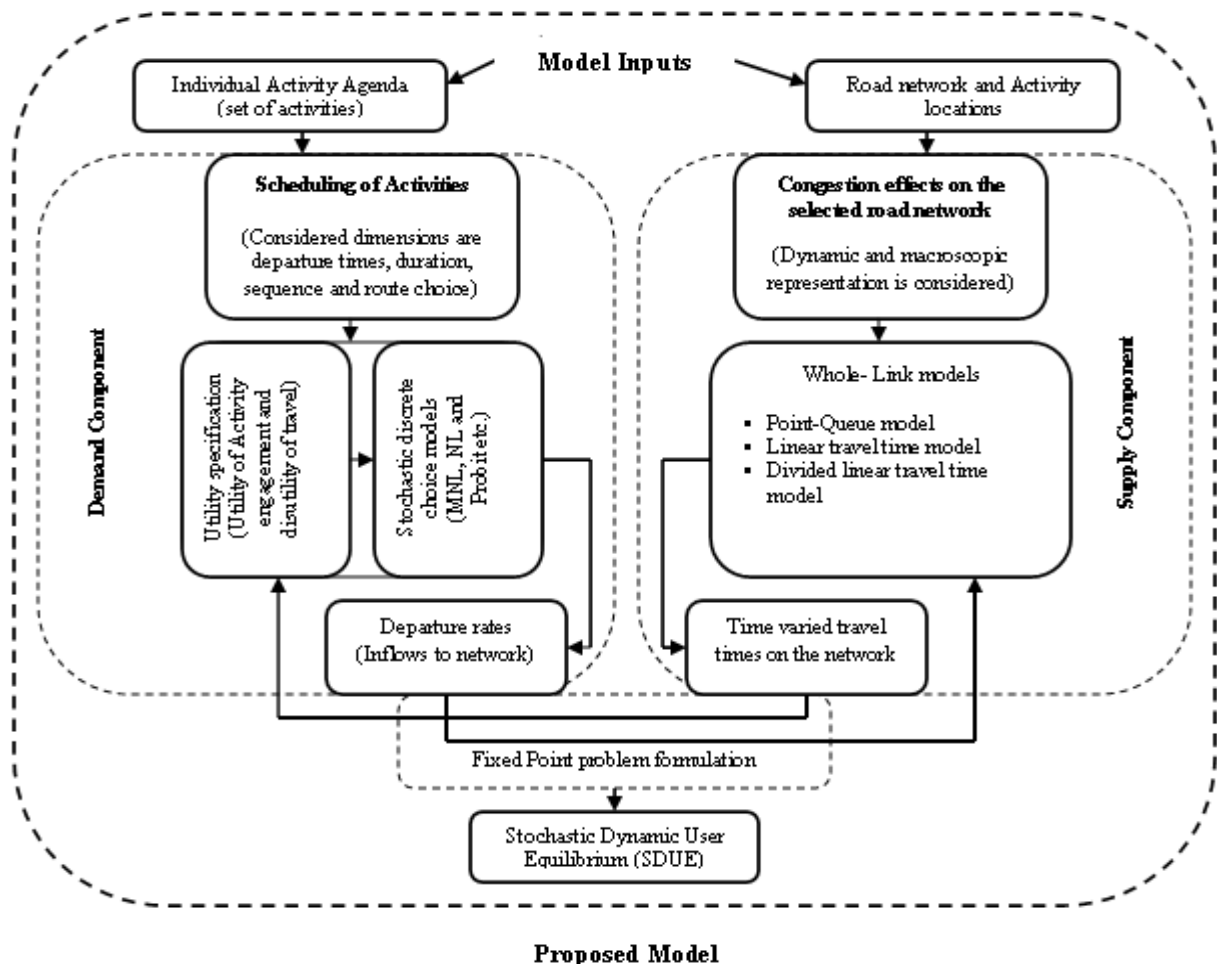 Model Inputs
Individual Activity Agenda
(set of activities)
Road network and Activity
locations
Scheduling of Activities
(Considered dimensions are
departure times, duration,
sequence and route choice)
Congestion effects on the
selected road network
(Dynamic and macroscopic
representation is considered)
Demand Component
Utility specification
(Utility of Activity
engagement and
disutility of travel)
Stochastic discrete
choice models
(MNL, NL and
Probit etc.)
Whole- Link models
▪ Point-Queue model
▪ Linear travel time model
▪ Divided linear travel time
model
Supply Component
Departure rates
(Inflows to network)
Time varied travel
times on the network
Fixed Point problem formulation
Stochastic Dynamic User
Equilibrium (SDUE)
Proposed Model